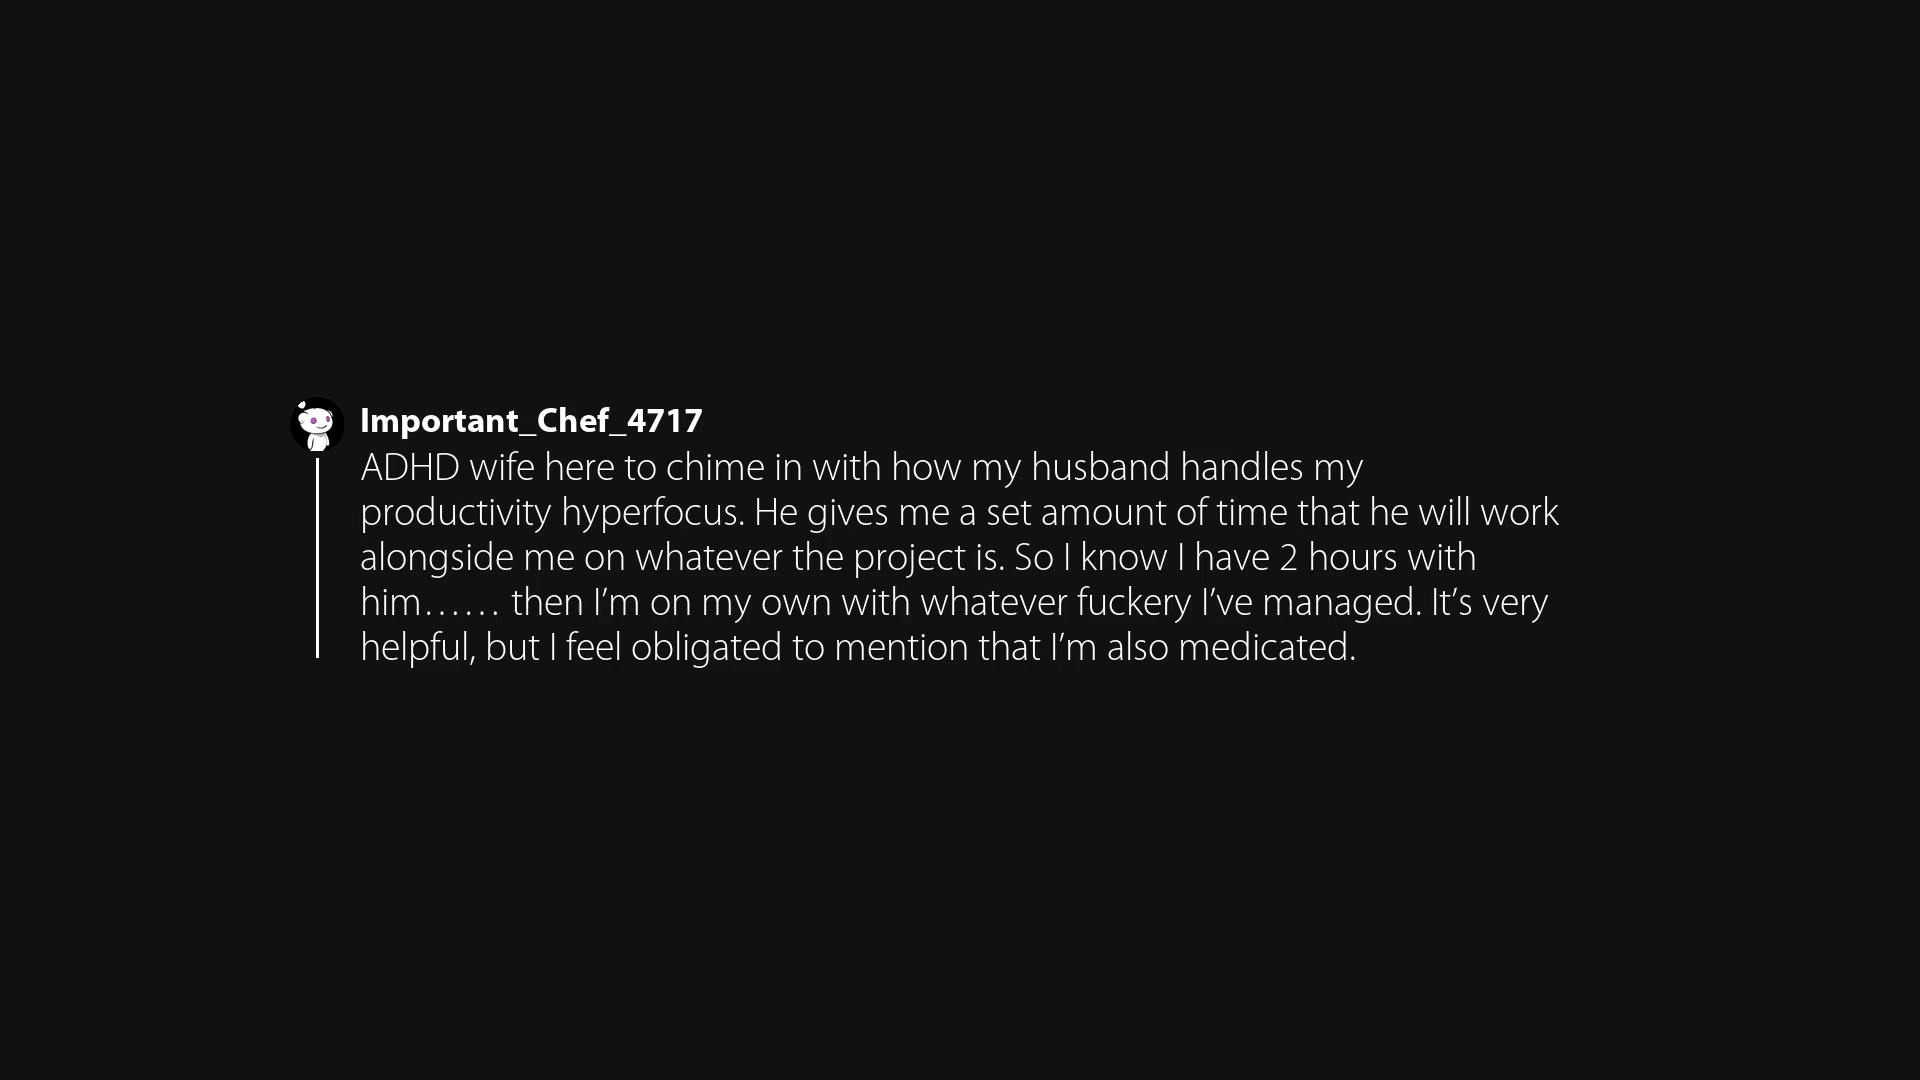 Important_Chef_4717
ADHD wife here to chime in with how my husband handles my
productivity hyperfocus. He gives me a set amount of time that he will work
alongside me on whatever the project is. So I know I have 2 hours with
him…… then I’m on my own with whatever fuckery I’ve managed. It’s very
helpful, but I feel obligated to mention that I’m also medicated.